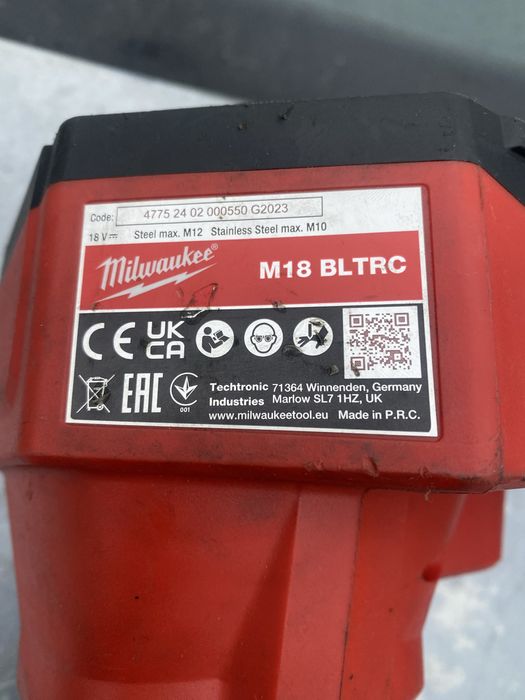 Code: 4775 24 02 000550 G2023
18 V Steel max. M12 Stainless Steel max. M10
Milwaukee®
M18 BLTRC
CE UK CA
EAC 001
Techtronic Industries
71364 Winnenden, Germany
Marlow SL7 1HZ, UK
www.milwaukeetool.eu Made in P.R.C.